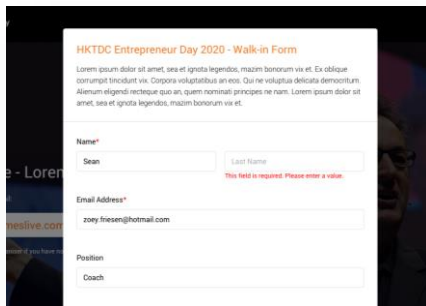 y
HKTDC Entrepreneur Day 2020 - Walk-in Form
Lorem ipsum dolor sit amet, sea et ignota legendos, mazim bonorum vix et. Ex oblique
corrumpit tincidunt vix. Corpora voluptatibus an eos. Qui ne voluptua delicata democritum.
Alienum eligendi recteque quo an, quem nominati principes ne nam. Lorem ipsum dolor sit
amet, sea et ignota legendos, mazim bonorum vix et.
Name*
Sean
Last Name
This field is required. Please enter a value.
e - Loren
Email Address*
meslive.com
zoey.friesen@hotmail.com
Position
Coach